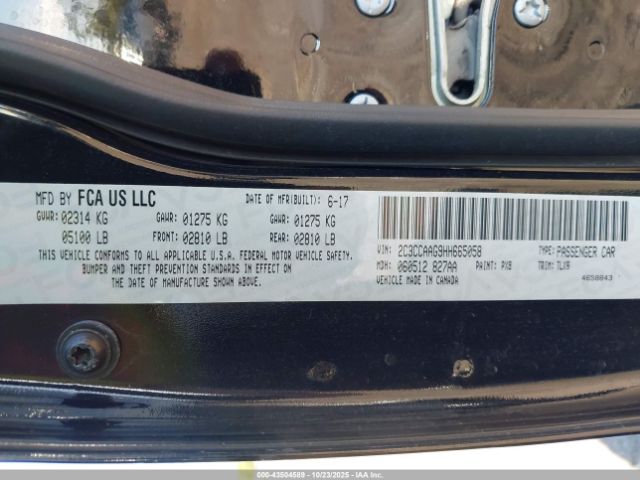 MFD BY FCA US LLC
DATE OF MFR(BUILT): 6-17
GVWR: 02314 KG GAWR: 01275 KG GAWR: 01275 KG
05100 LB FRONT: 02810 LB REAR: 02810 LB
THIS VEHICLE CONFORMS TO ALL APPLICABLE U.S.A. FEDERAL MOTOR VEHICLE SAFETY,
BUMPER AND THEFT PREVENTION STANDARDS IN EFFECT ON
THE DATE OF MANUFACTURE SHOWN ABOVE.
VIN: 2C3CCAAG9HH665058 TYPE: PASSENGER CAR
MDH: 060512 827AA PAINT: PX8 TRIM: TLX9
VEHICLE MADE IN CANADA 4658843
000-43504589 - 10/23/2025 - Copyright © IAA, LLC